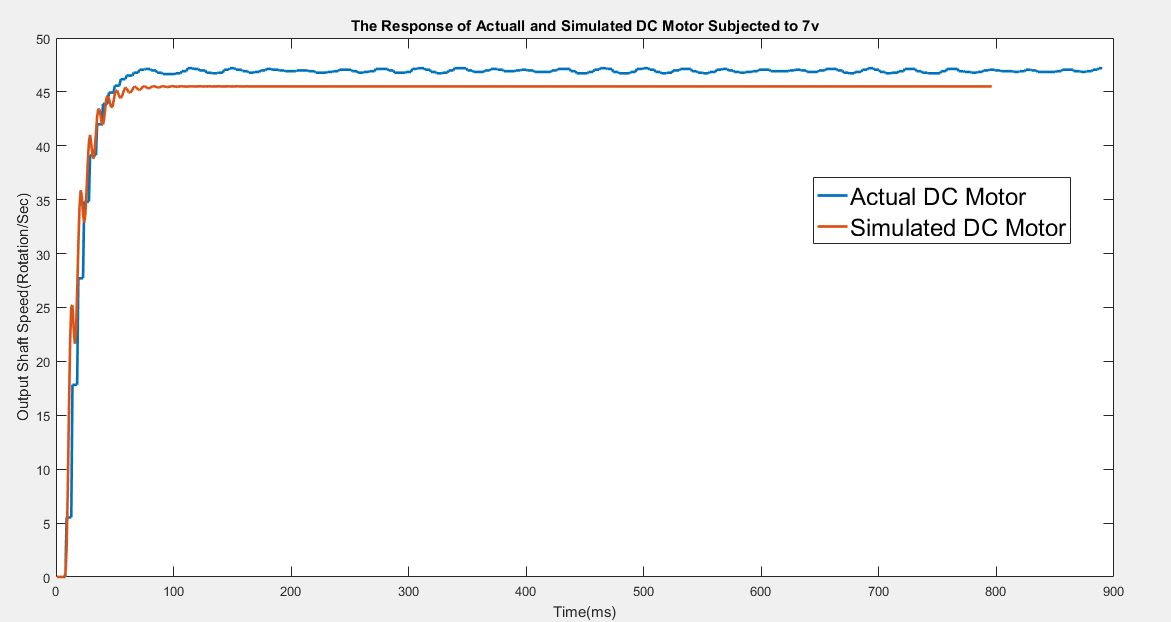 The Response of Actuall and Simulated DC Motor Subjected to 7v
50
45
40
35
30
25
20
15
10
5
0
Output Shaft Speed(Rotation/Sec)
Actual DC Motor
Simulated DC Motor
0 100 200 300 400 500 600 700 800 900
Time(ms)